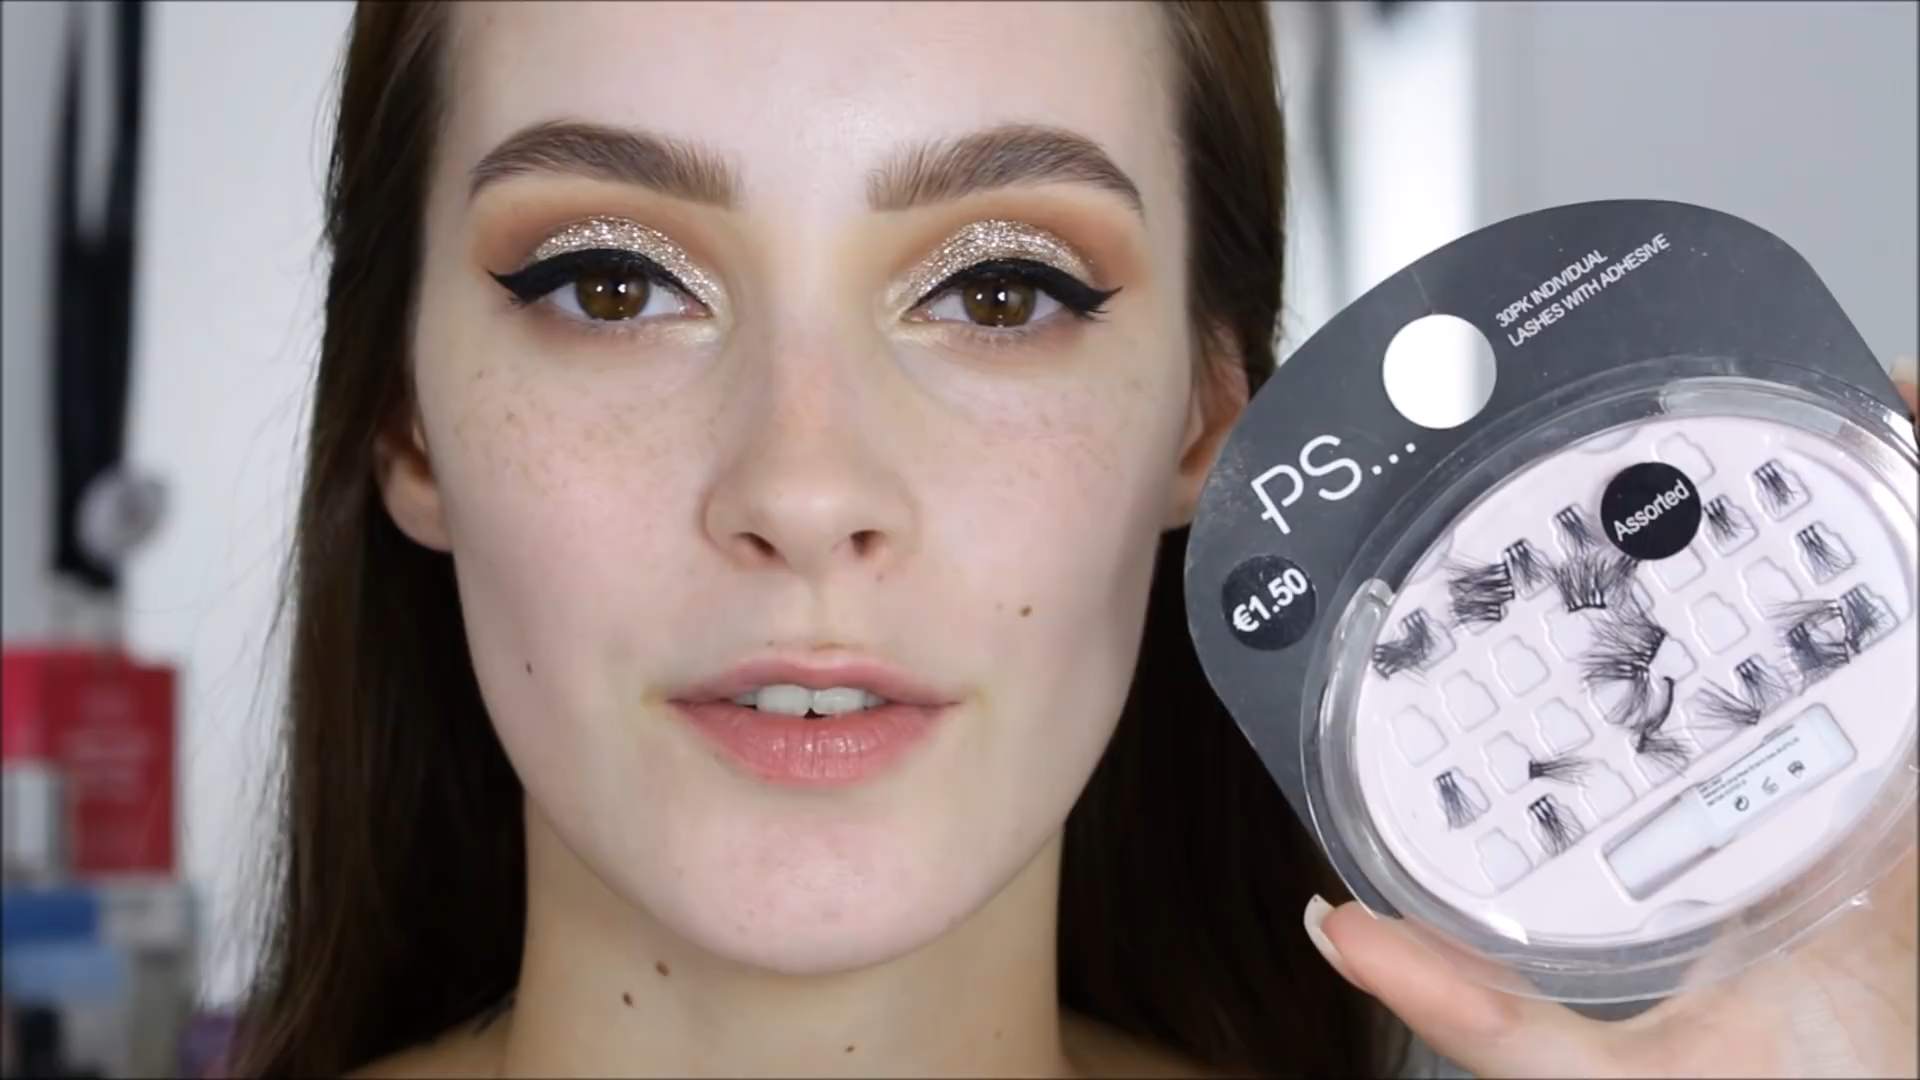 30PK INDIVIDUAL
LASHES WITH ADHESIVE
PS...
Assorted
€1.50